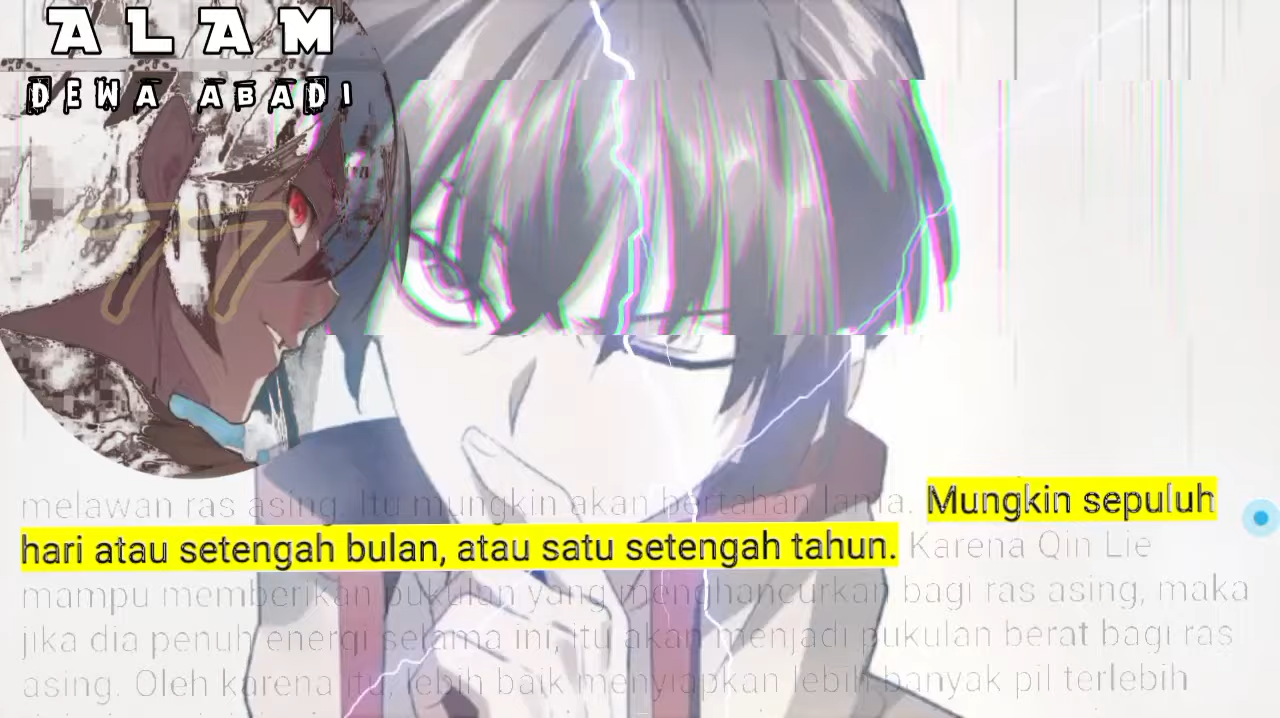 ALAM
DEWA ABADI
77
melawan ras asing. Itu mungkin akan bertahan lama. Mungkin sepuluh
hari atau setengah bulan, atau satu setengah tahun. Karena Qin Lie
mampu memberikan pukulan yang menghancurkan bagi ras asing, maka
jika dia penuh energi selama ini, itu akan menjadi pukulan berat bagi ras
asing. Oleh karena itu, lebih baik menyiapkan lebih banyak pil terlebih